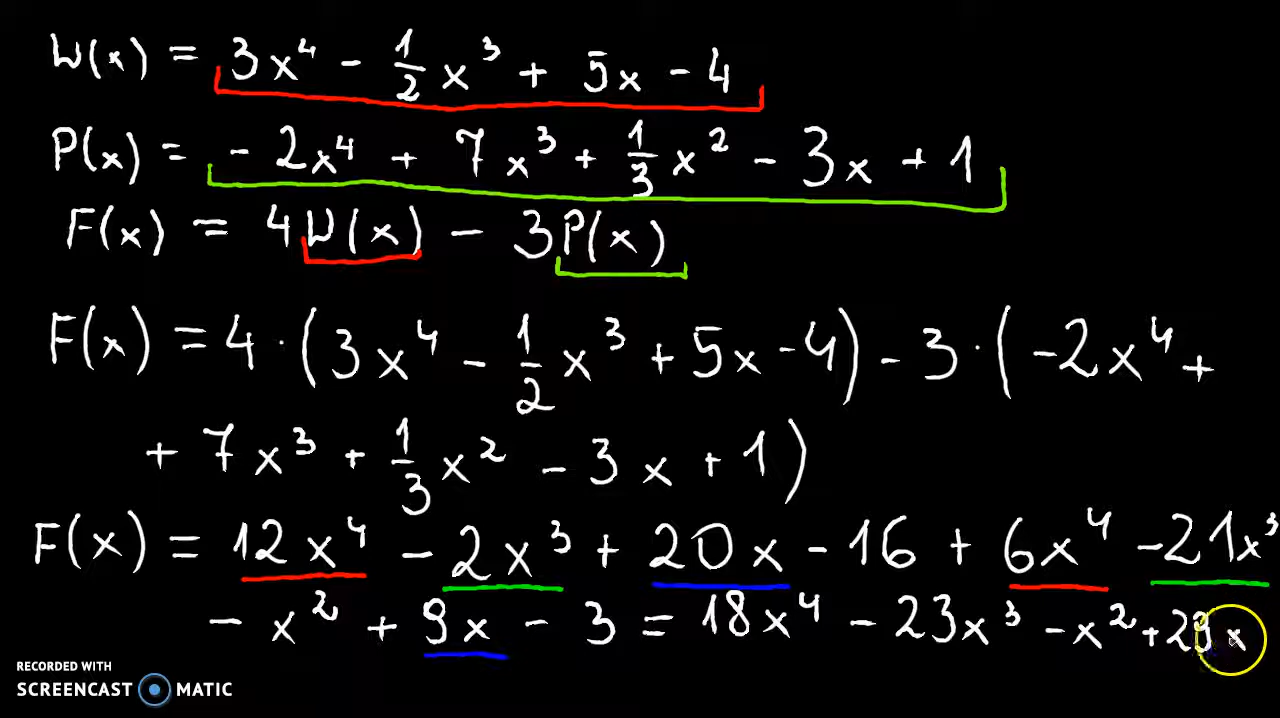 W(x) = 3x⁴ - 1/2 x³ + 5x - 4
P(x) = - 2x⁴ + 7x³ + 1/3 x² - 3x + 1
F(x) = 4W(x) - 3P(x)
F(x) = 4 · (3x⁴ - 1/2 x³ + 5x - 4) - 3 · (-2x⁴ +
+ 7x³ + 1/3 x² - 3x + 1)
F(x) = 12x⁴ - 2x³ + 20x - 16 + 6x⁴ - 21x³
- x² + 9x - 3 = 18x⁴ - 23x³ - x² + 29x
RECORDED WITH
SCREENCAST MATIC